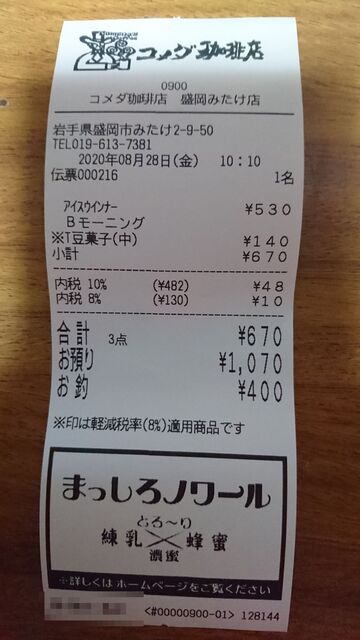 コメダ珈琲店
0900
コメダ珈琲店 盛岡みたけ店
岩手県盛岡市みたけ2-9-50
TEL019-613-7381
2020年08月28日(金) 10:10
伝票000216 1名
アイスウインナー ¥530
Bモーニング
※T豆菓子(中) ¥140
小計 ¥670
内税 10% (¥482) ¥48
内税 8% (¥130) ¥10
合計 3点 ¥670
お預り ¥1,070
お釣 ¥400
※印は軽減税率(8%)適用商品です
まっしろノワール
とろ〜り
練乳×蜂蜜
濃蜜
※詳しくはホームページをご覧ください
<#00000900-01> 128144